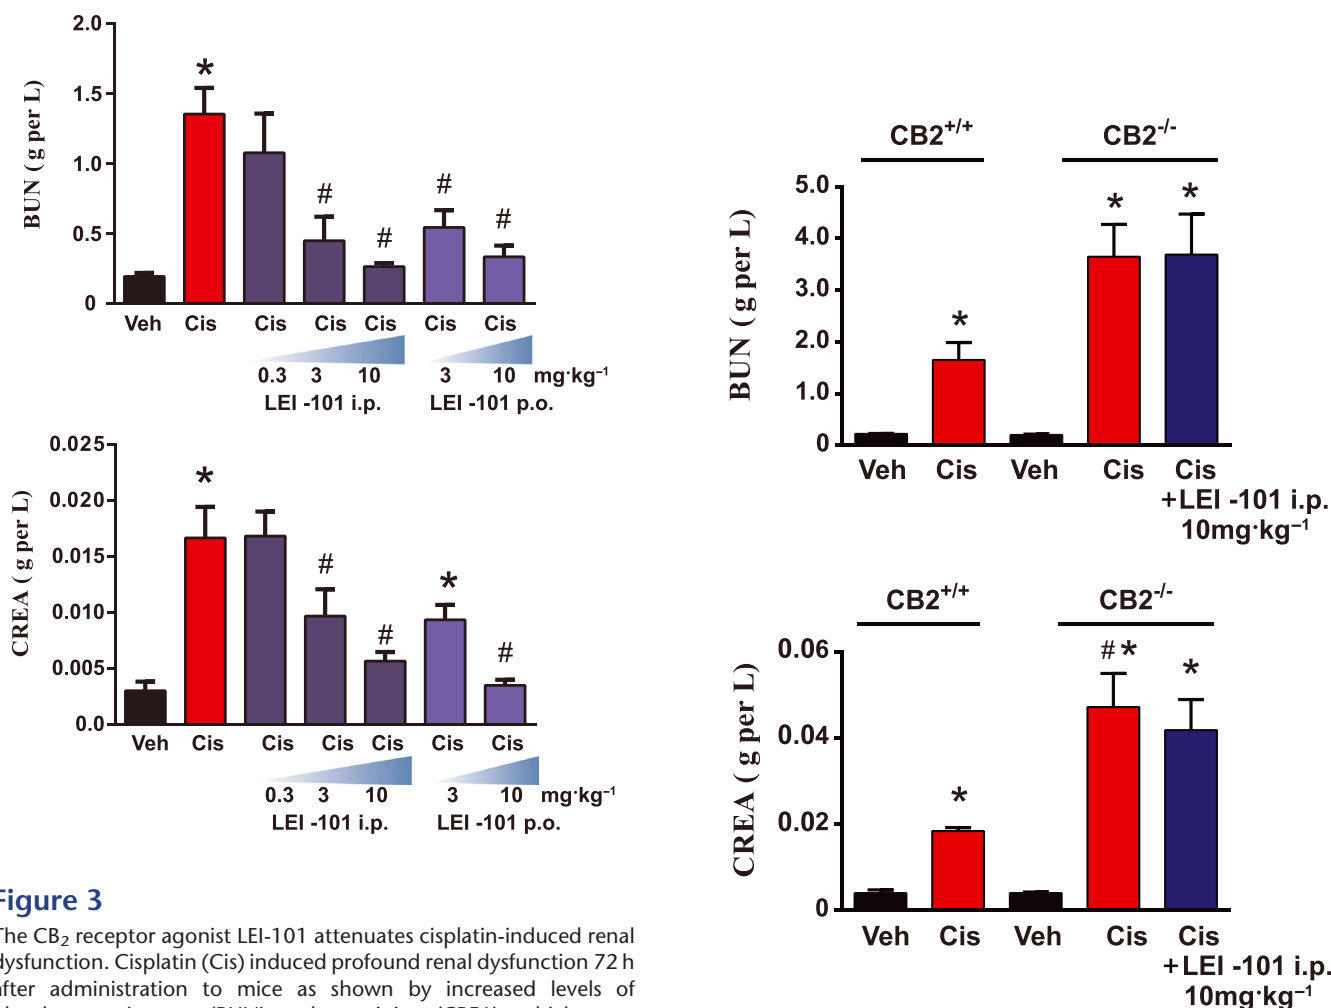 2.0
1.5
1.0
0.5
0
BUN ( g per L)
*
#
#
#
#
Veh Cis Cis Cis Cis Cis Cis
0.3 3 10 3 10 mg·kg⁻¹
LEI -101 i.p. LEI -101 p.o.
0.025
0.020
0.015
0.010
0.005
0.0
CREA ( g per L)
*
#
#
*
#
Veh Cis Cis Cis Cis Cis Cis
0.3 3 10 3 10 mg·kg⁻¹
LEI -101 i.p. LEI -101 p.o.
Figure 3
The CB₂ receptor agonist LEI-101 attenuates cisplatin-induced renal
dysfunction. Cisplatin (Cis) induced profound renal dysfunction 72 h
after administration to mice as shown by increased levels of
CB2⁺/⁺ CB2⁻/⁻
5.0
4.0
3.0
2.0
1.0
0
BUN ( g per L)
*
*
*
Veh Cis Veh Cis Cis
+LEI -101 i.p.
10mg·kg⁻¹
CB2⁺/⁺ CB2⁻/⁻
0.06
0.04
0.02
0
CREA ( g per L)
*
# *
*
Veh Cis Veh Cis Cis
+LEI -101 i.p.
10mg·kg⁻¹